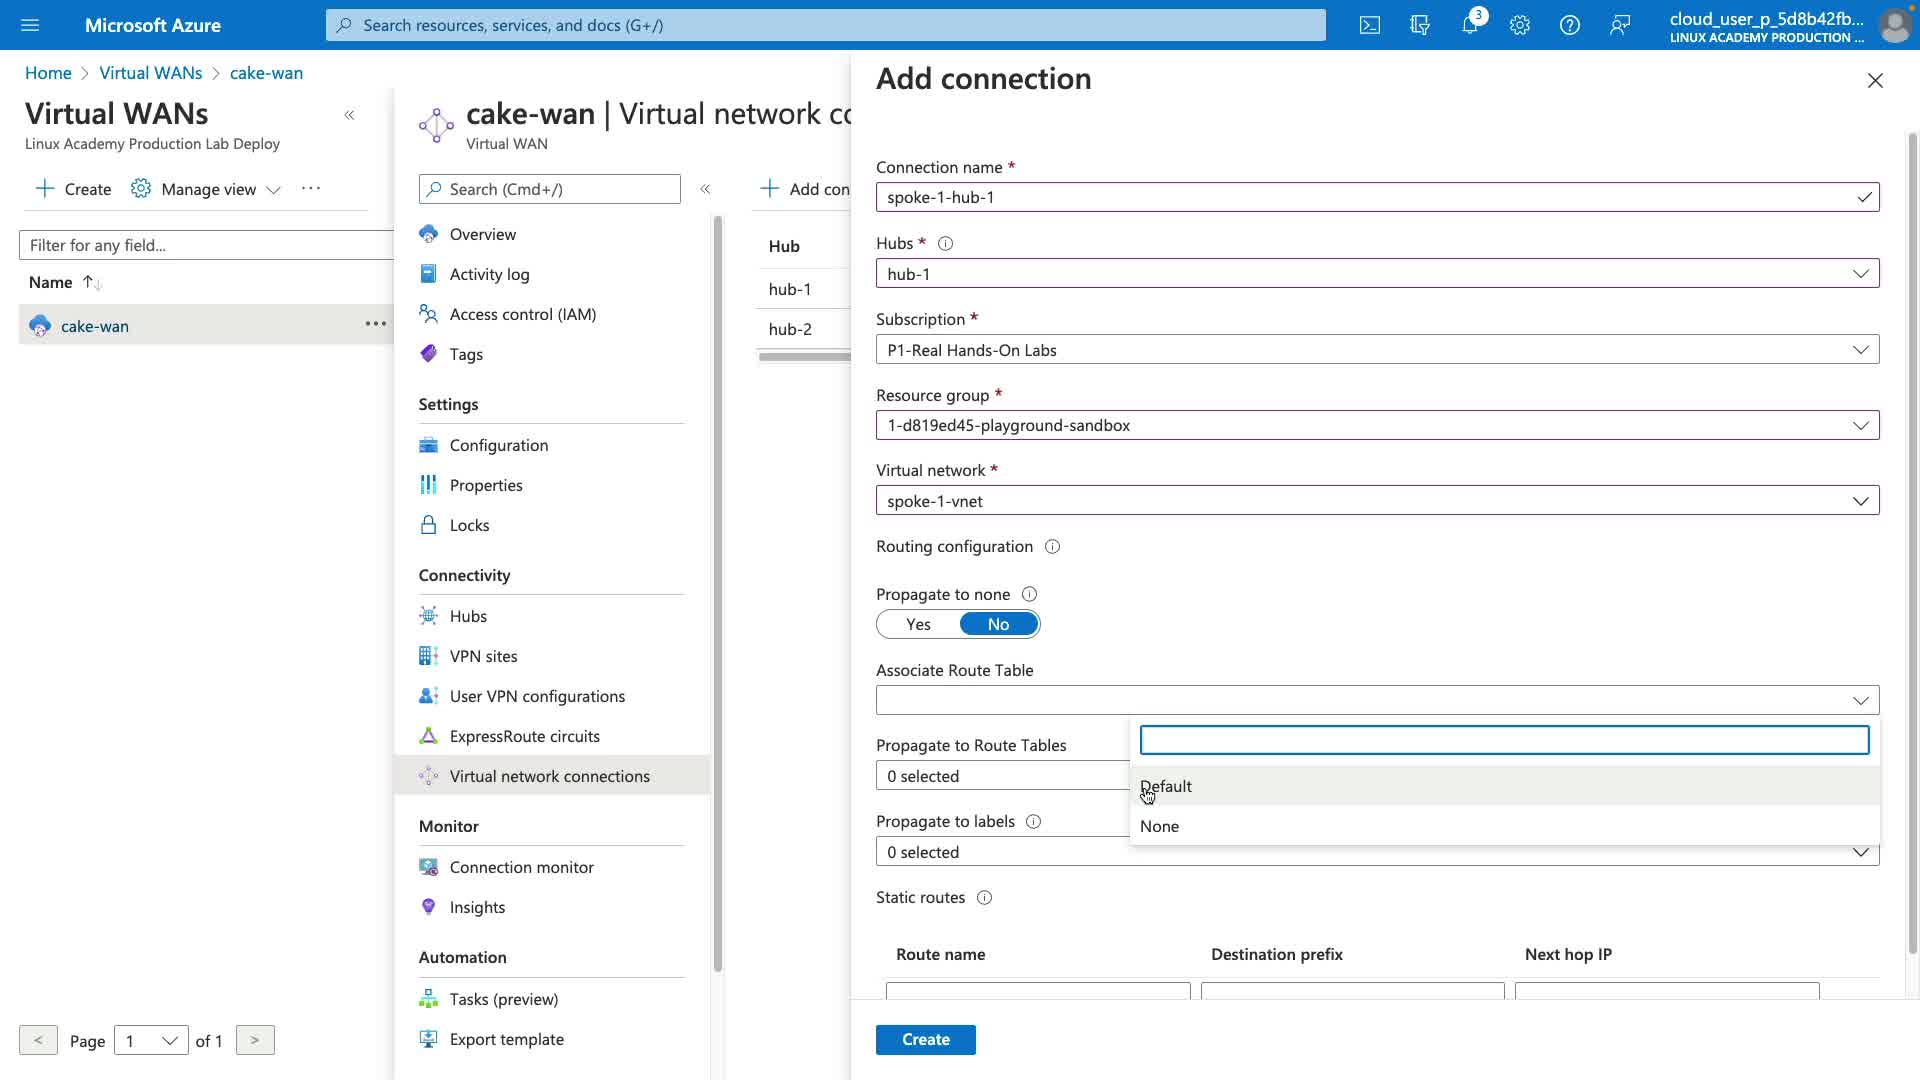 Microsoft Azure
Search resources, services, and docs (G+/)
3
cloud_user_p_5d8b42fb...
LINUX ACADEMY PRODUCTION ...
Home > Virtual WANs > cake-wan
Virtual WANs
Linux Academy Production Lab Deploy
Create
Manage view
Filter for any field...
Name
cake-wan
Page 1 of 1
cake-wan | Virtual network co
Virtual WAN
Search (Cmd+/)
Overview
Activity log
Access control (IAM)
Tags
Settings
Configuration
Properties
Locks
Connectivity
Hubs
VPN sites
User VPN configurations
ExpressRoute circuits
Virtual network connections
Monitor
Connection monitor
Insights
Automation
Tasks (preview)
Export template
Add con
Hub
hub-1
hub-2
Add connection
Connection name *
spoke-1-hub-1
Hubs *
hub-1
Subscription *
P1-Real Hands-On Labs
Resource group *
1-d819ed45-playground-sandbox
Virtual network *
spoke-1-vnet
Routing configuration
Propagate to none
Yes No
Associate Route Table
Propagate to Route Tables
0 selected
Default
None
Propagate to labels
0 selected
Static routes
Route name Destination prefix Next hop IP
Create